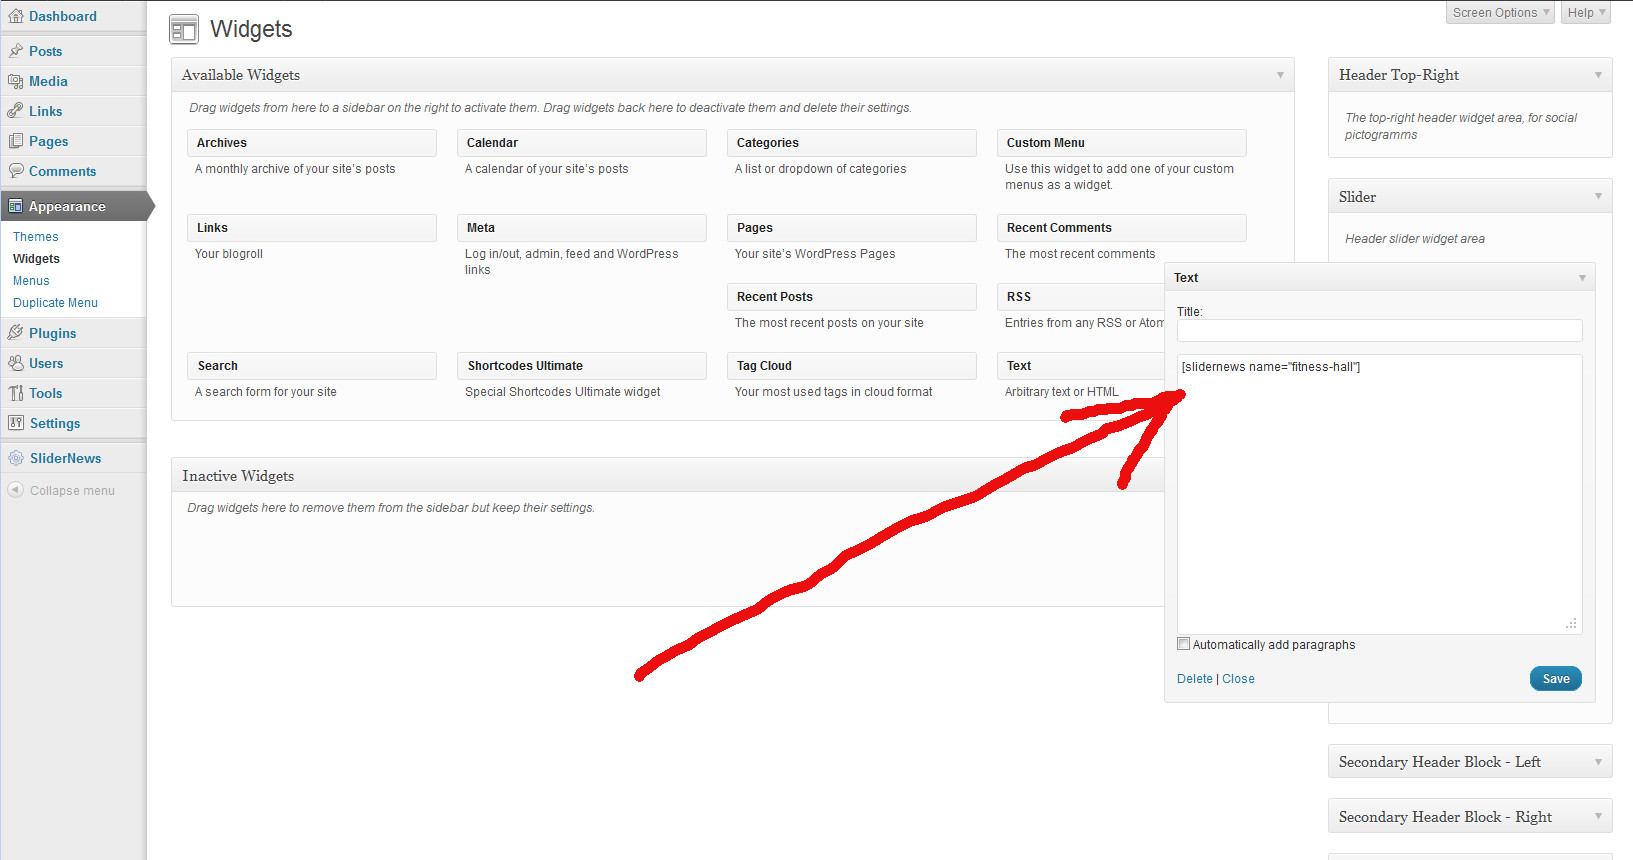 Dashboard
Posts
Media
Links
Pages
Comments
Appearance
Themes
Widgets
Menus
Duplicate Menu
Plugins
Users
Tools
Settings
SliderNews
Collapse menu
Screen Options
Help
Widgets
Available Widgets
Drag widgets from here to a sidebar on the right to activate them. Drag widgets back here to deactivate them and delete their settings.
Archives
A monthly archive of your site's posts
Calendar
A calendar of your site's posts
Categories
A list or dropdown of categories
Custom Menu
Use this widget to add one of your custom
menus as a widget.
Links
Your blogroll
Meta
Log in/out, admin, feed and WordPress
links
Pages
Your site's WordPress Pages
Recent Comments
The most recent comments
Recent Posts
The most recent posts on your site
RSS
Entries from any RSS or Atom
Search
A search form for your site
Shortcodes Ultimate
Special Shortcodes Ultimate widget
Tag Cloud
Your most used tags in cloud format
Text
Arbitrary text or HTML
Inactive Widgets
Drag widgets here to remove them from the sidebar but keep their settings.
Header Top-Right
The top-right header widget area, for social
pictogramms
Slider
Header slider widget area
Text
Title:
[slidernews name="fitness-hall"]
Automatically add paragraphs
Delete | Close
Save
Secondary Header Block - Left
Secondary Header Block - Right